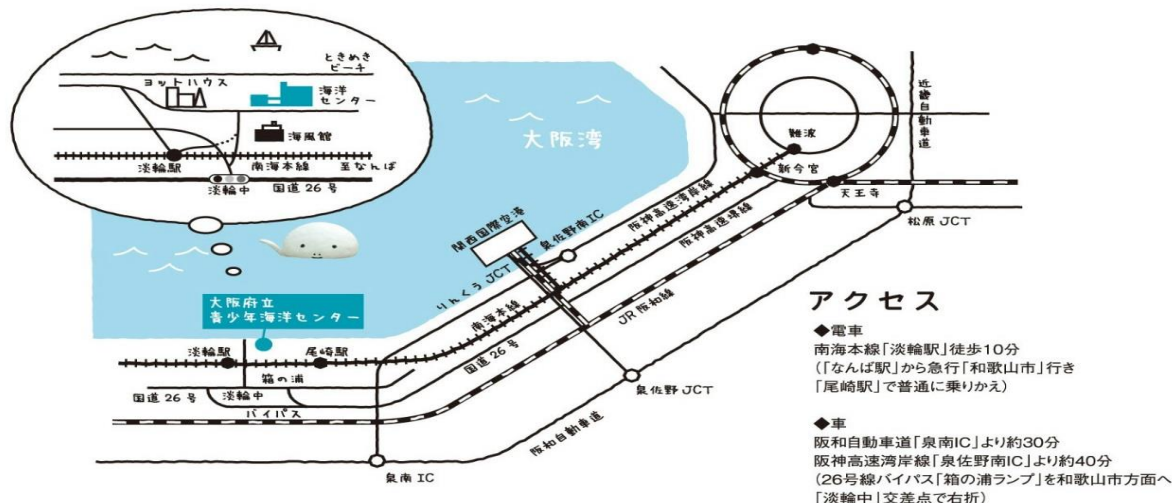 ときめき
ビーチ
ヨットハウス
海洋
センター
海風館
淡輪駅
南海本線
至なんば
淡輪中
国道26号
大阪湾
近畿自動車道
難波
新今宮
天王寺
松原JCT
阪神高速湾岸線
泉佐野南IC
関西国際空港
阪神高速堺線
りんくうJCT
南海本線
JR阪和線
国道26号
大阪府立
青少年海洋センター
淡輪駅
尾崎駅
箱の浦
国道26号
淡輪中
バイパス
泉佐野JCT
阪和自動車道
泉南IC
アクセス
◆電車
南海本線「淡輪駅」徒歩10分
(「なんば駅」から急行「和歌山市」行き
「尾崎駅」で普通に乗りかえ)
◆車
阪和自動車道「泉南IC」より約30分
阪神高速湾岸線「泉佐野南IC」より約40分
(26号線バイパス「箱の浦ランプ」を和歌山市方面へ
「淡輪中」交差点で右折)